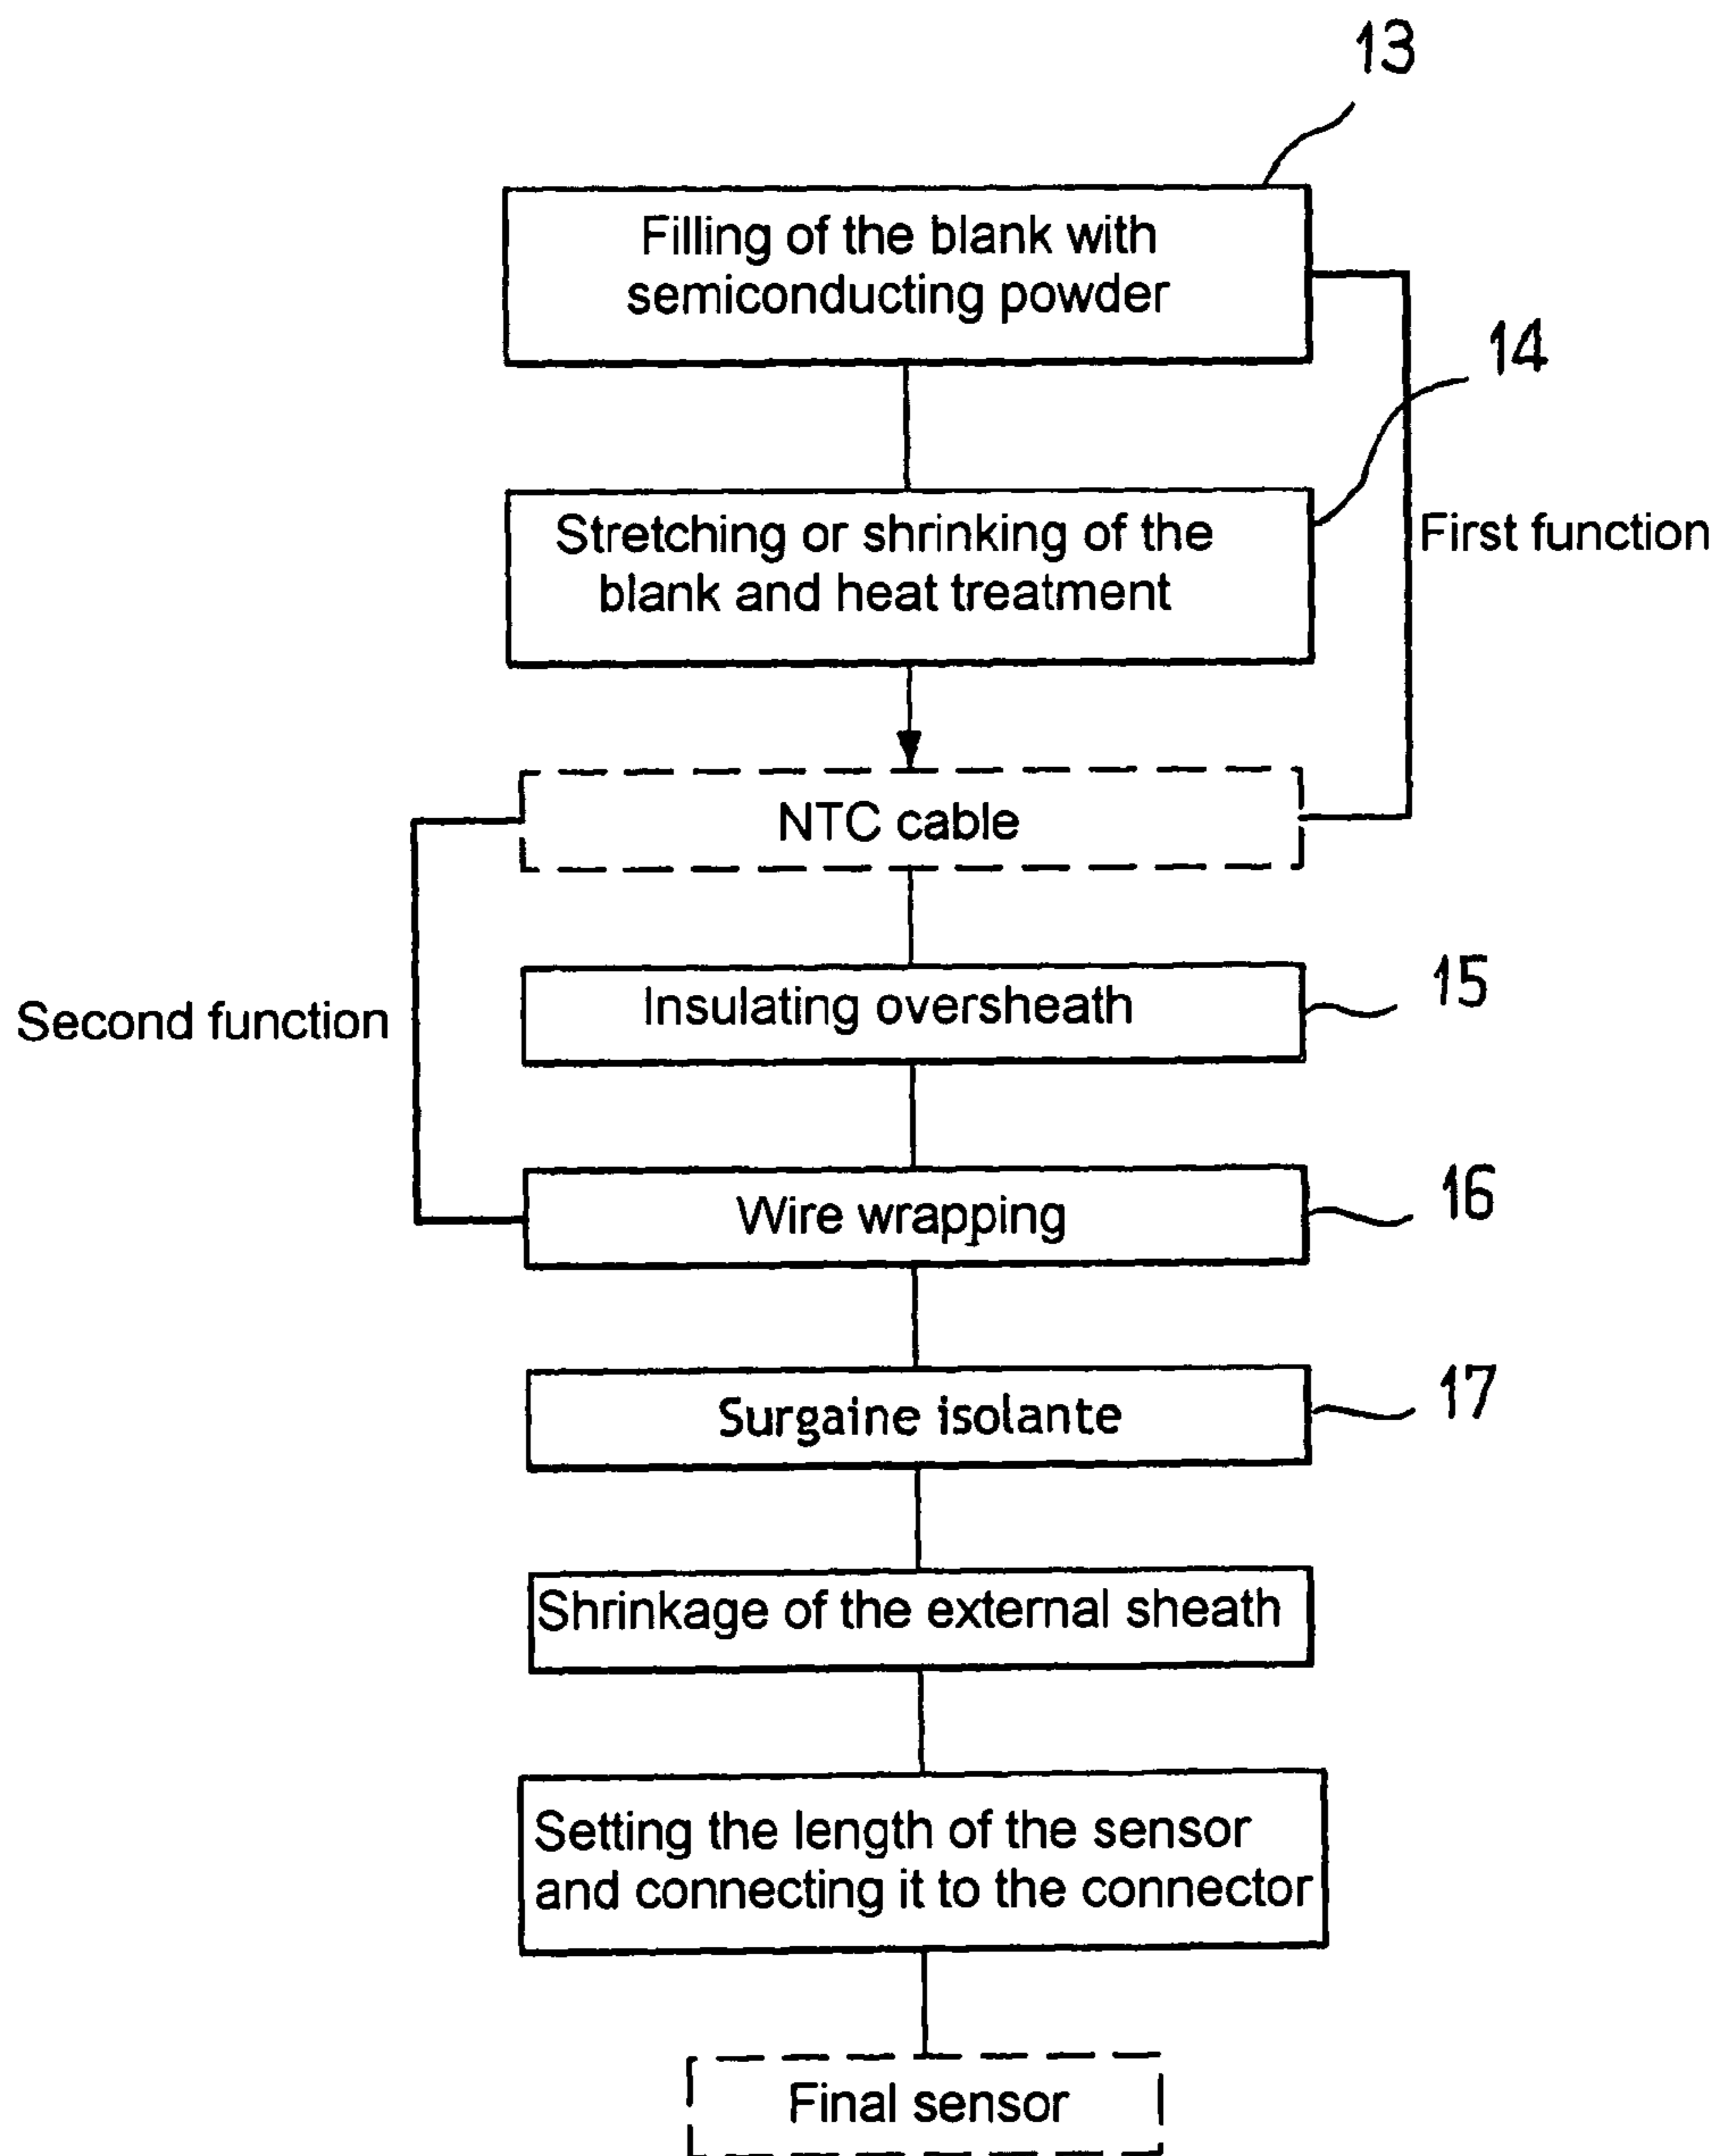 13
Filling of the blank with
semiconducting powder
14
Stretching or shrinking of the
blank and heat treatment
First function
NTC cable
Insulating oversheath
15
Second function
Wire wrapping
16
Surgaine isolante
17
Shrinkage of the external sheath
Setting the length of the sensor
and connecting it to the connector
Final sensor